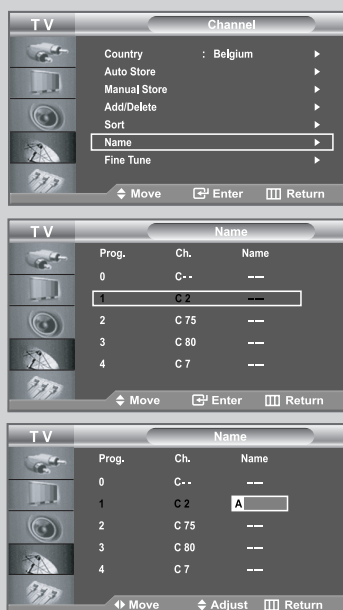 TV Channel
Country : Belgium
Auto Store
Manual Store
Add/Delete
Sort
Name
Fine Tune
Move Enter Return
TV Name
Prog. Ch. Name
0 C-- ----
1 C 2 ----
2 C 75 ----
3 C 80 ----
4 C 7 ----
Move Enter Return
TV Name
Prog. Ch. Name
0 C-- ----
1 C 2 A
2 C 75 ----
3 C 80 ----
4 C 7 ----
Move Adjust Return